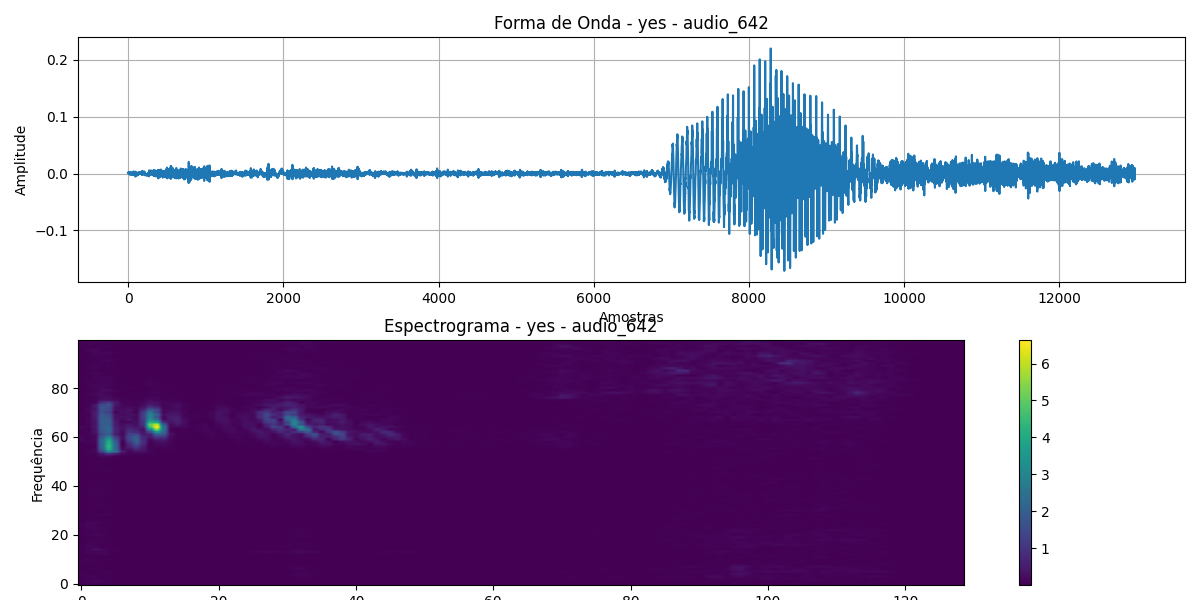 Forma de Onda - yes - audio_642
Amplitude
0.2
0.1
0.0
−0.1
0 2000 4000 6000 8000 10000 12000
Amostras
Espectrograma - yes - audio_642
Frequência
80
60
40
20
0
0 20 40 60 80 100 120
6
5
4
3
2
1